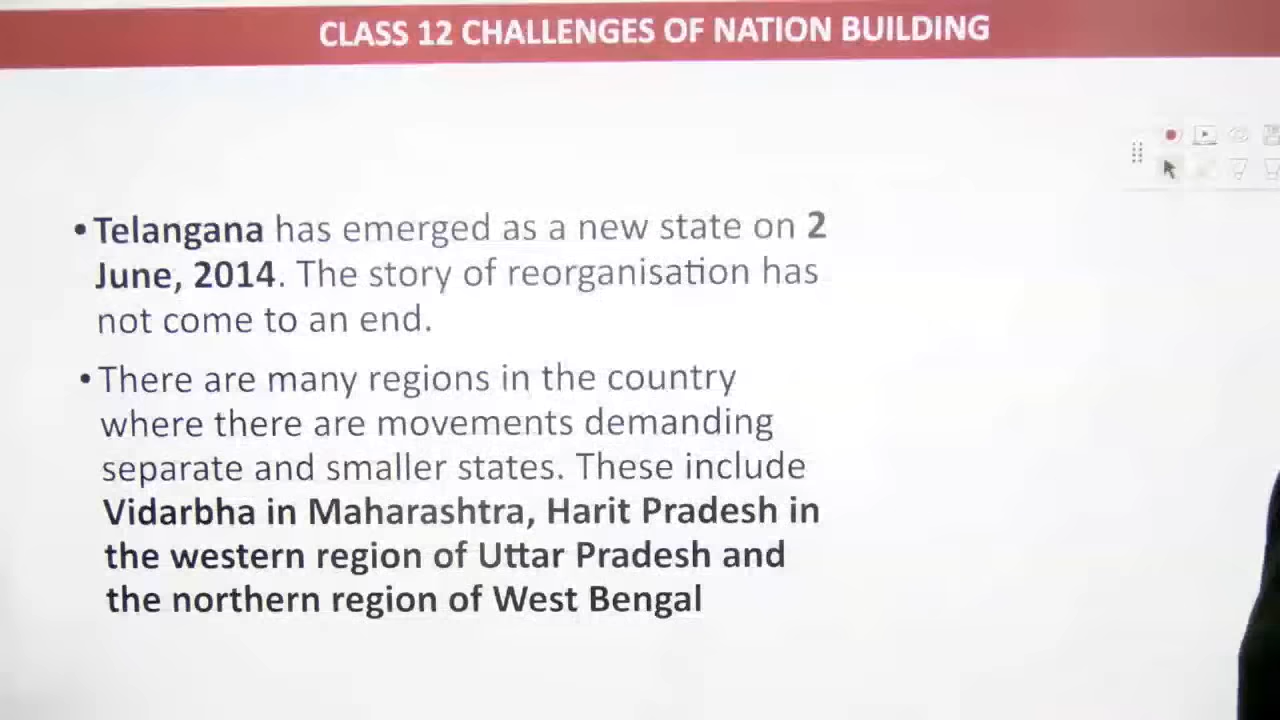 CLASS 12 CHALLENGES OF NATION BUILDING
• Telangana has emerged as a new state on 2
June, 2014. The story of reorganisation has
not come to an end.
• There are many regions in the country
where there are movements demanding
separate and smaller states. These include
Vidarbha in Maharashtra, Harit Pradesh in
the western region of Uttar Pradesh and
the northern region of West Bengal